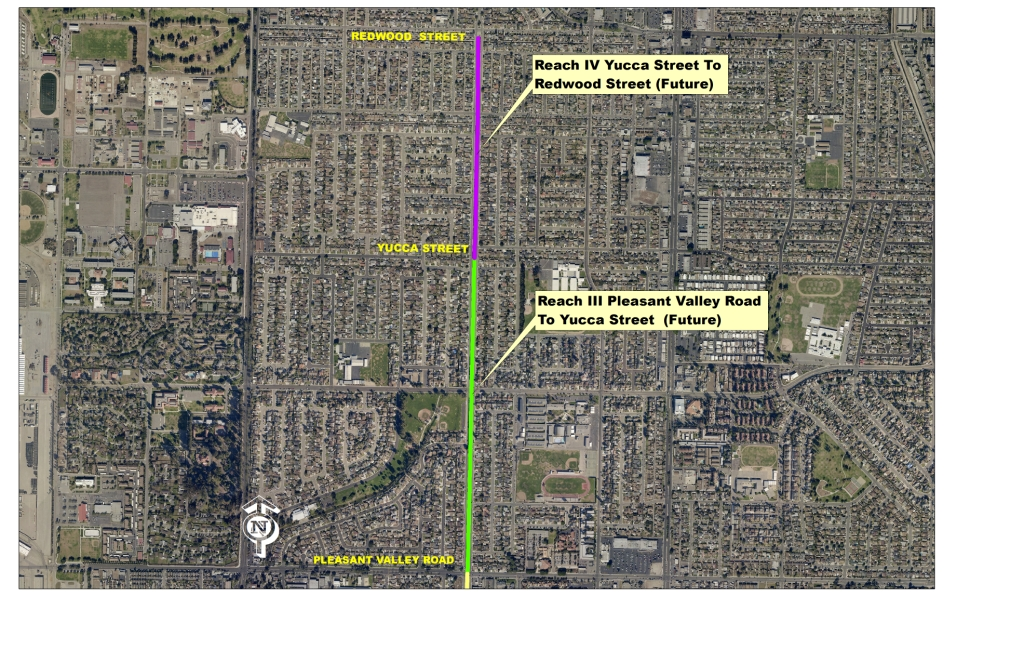 REDWOOD STREET
Reach IV Yucca Street To
Redwood Street (Future)
YUCCA STREET
Reach III Pleasant Valley Road
To Yucca Street (Future)
N
PLEASANT VALLEY ROAD